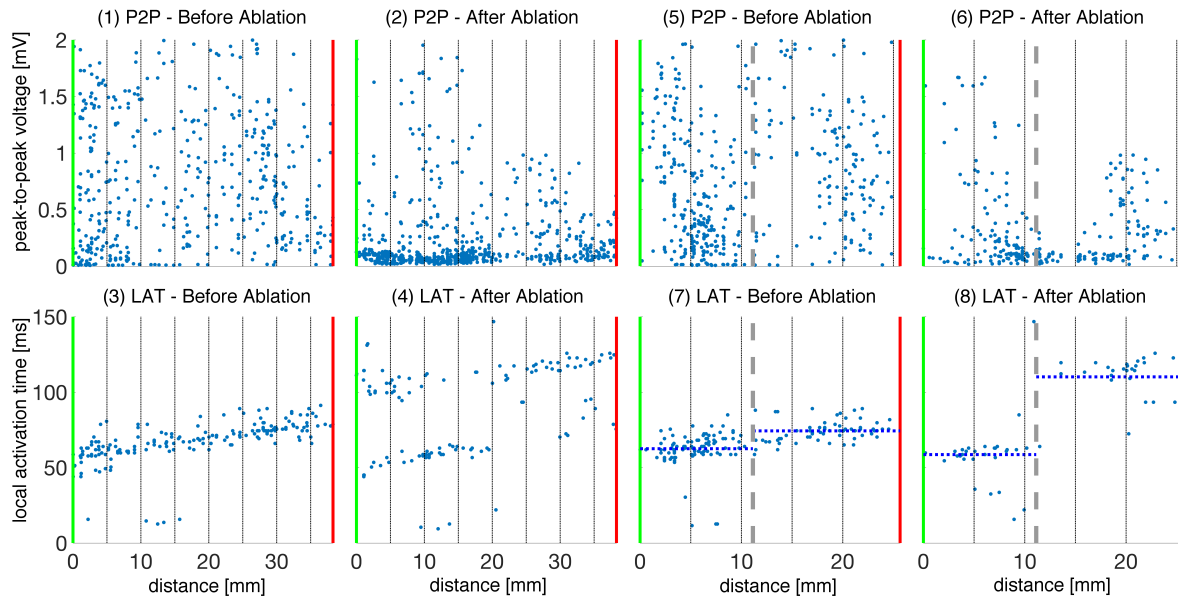 (1) P2P - Before Ablation
(2) P2P - After Ablation
(5) P2P - Before Ablation
(6) P2P - After Ablation
peak-to-peak voltage [mV]
2
1.5
1
0.5
0
(3) LAT - Before Ablation
(4) LAT - After Ablation
(7) LAT - Before Ablation
(8) LAT - After Ablation
local activation time [ms]
150
100
50
0
0 10 20 30
0 10 20 30
0 10 20
0 10 20
distance [mm]
distance [mm]
distance [mm]
distance [mm]